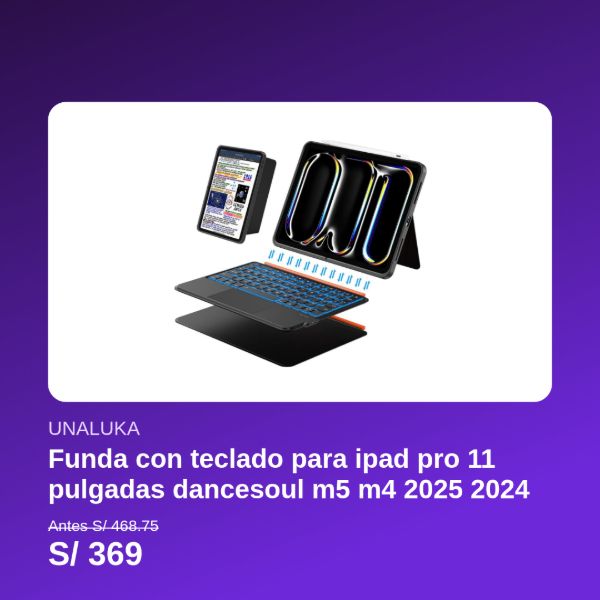 UNALUKA
Funda con teclado para ipad pro 11
pulgadas dancesoul m5 m4 2025 2024
Antes S/ 468.75
S/ 369